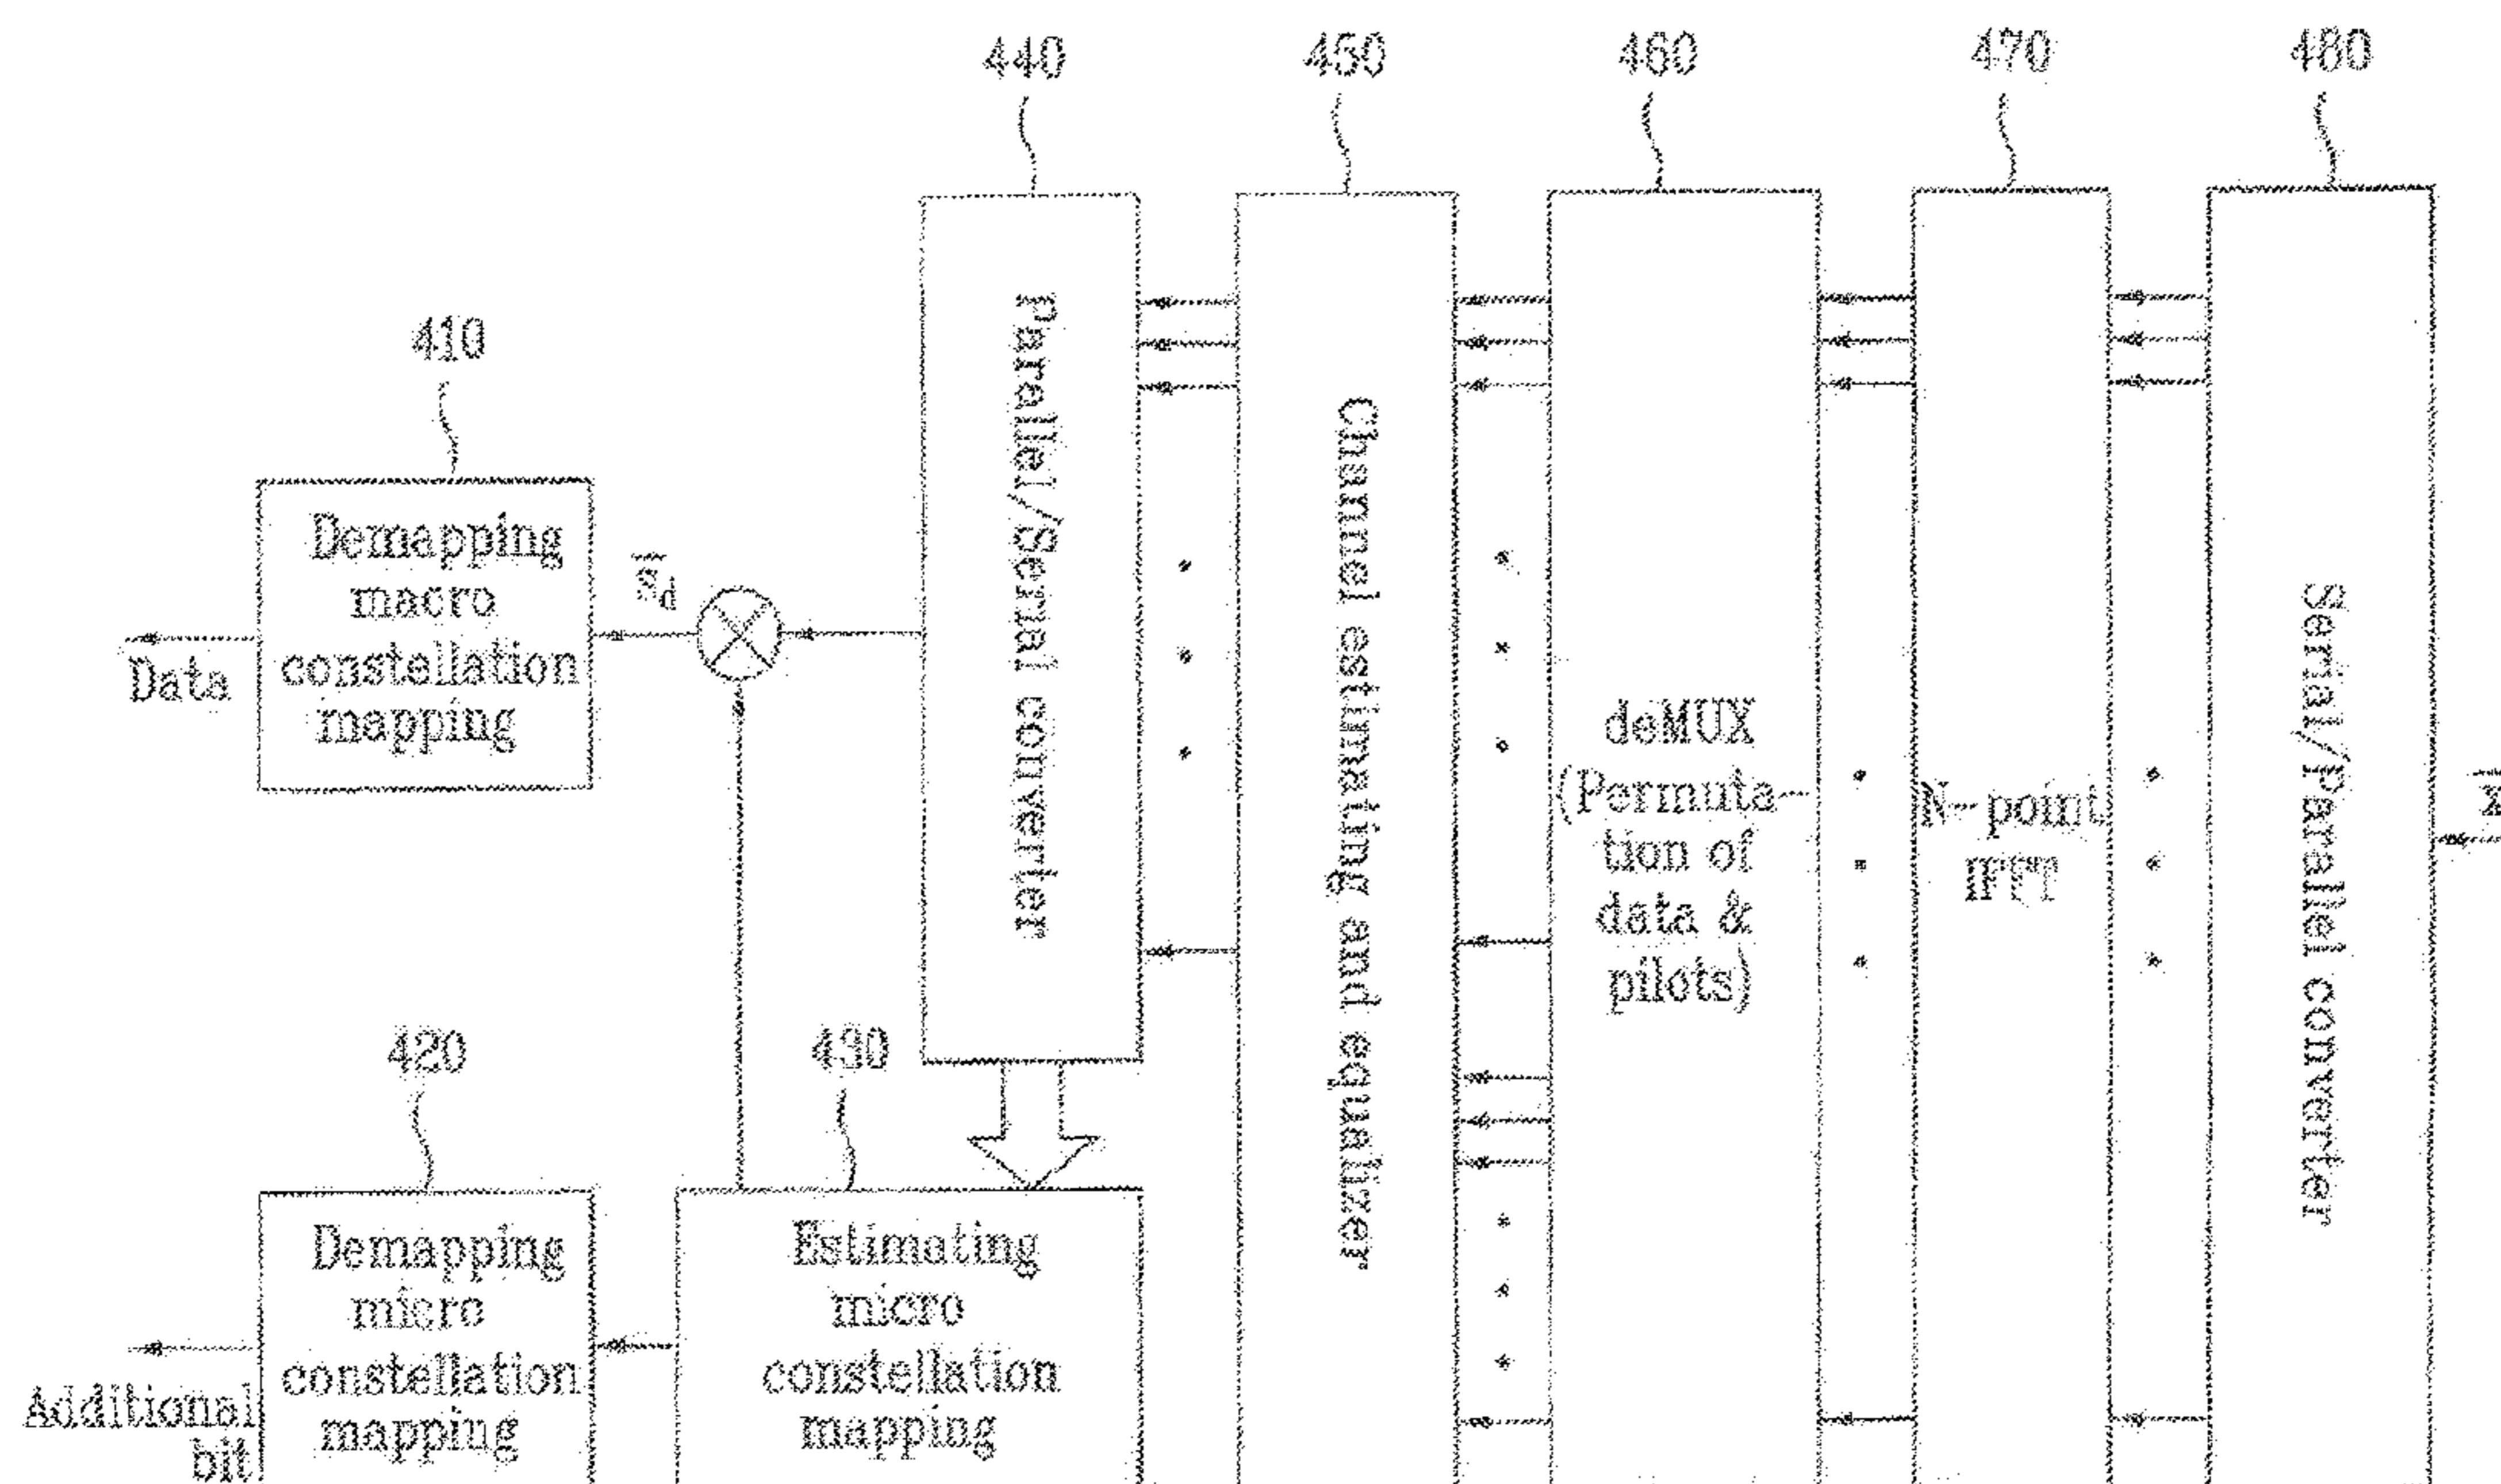 440
450
460
470
480
410
Demapping
macro
constellation
mapping
Data
s̅d
Parallel/Serial converter
Channel estimating and equalizer
deMUX
(Permuta-
tion of
data &
pilots)
N-point
IFFT
Serial/Parallel converter
420
430
Demapping
micro
constellation
mapping
Additional
bit
Estimating
micro
constellation
mapping